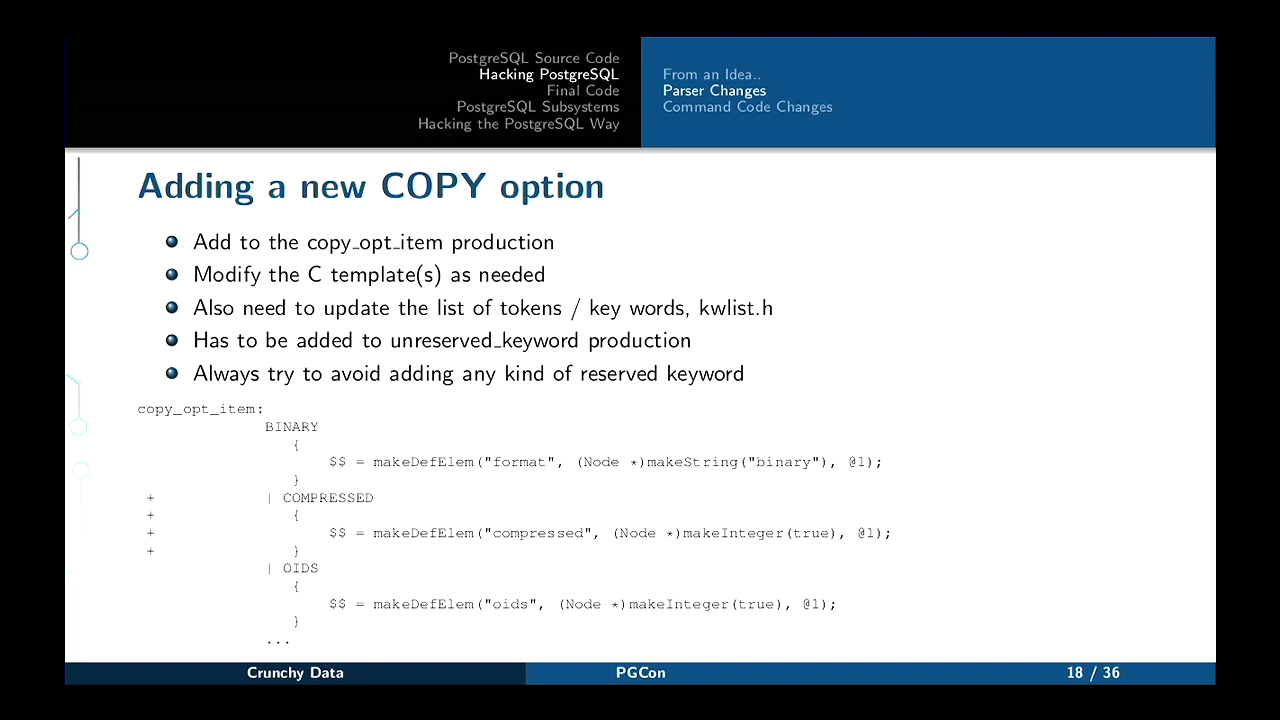 PostgreSQL Source Code
Hacking PostgreSQL
Final Code
PostgreSQL Subsystems
Hacking the PostgreSQL Way
From an Idea..
Parser Changes
Command Code Changes
Adding a new COPY option
Add to the copy_opt_item production
Modify the C template(s) as needed
Also need to update the list of tokens / key words, kwlist.h
Has to be added to unreserved_keyword production
Always try to avoid adding any kind of reserved keyword
copy_opt_item:
BINARY
{
$$ = makeDefElem("format", (Node *)makeString("binary"), @1);
}
+ | COMPRESSED
+ {
+ $$ = makeDefElem("compressed", (Node *)makeInteger(true), @1);
+ }
| OIDS
{
$$ = makeDefElem("oids", (Node *)makeInteger(true), @1);
}
...
Crunchy Data PGCon 18 / 36